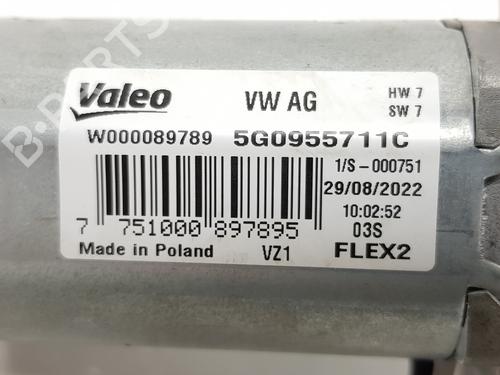 Valeo VW AG HW 7
SW 7
W000089789 5G0955711C
1/S-000751
29/08/2022
10:02:52
7 751000 897895 03S
Made in Poland VZ1 FLEX2
B-PARTS